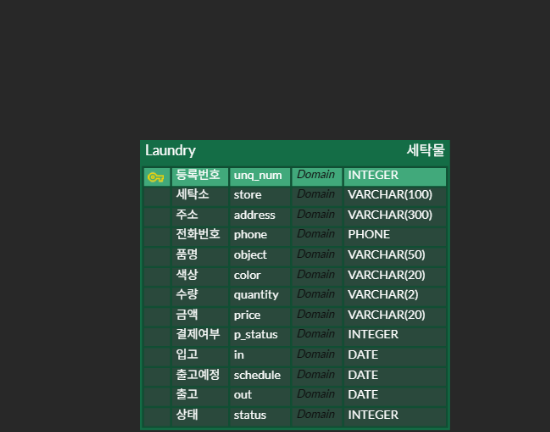 Laundry 세탁물
등록번호 unq_num Domain INTEGER
세탁소 store Domain VARCHAR(100)
주소 address Domain VARCHAR(300)
전화번호 phone Domain PHONE
품명 object Domain VARCHAR(50)
색상 color Domain VARCHAR(20)
수량 quantity Domain VARCHAR(2)
금액 price Domain VARCHAR(20)
결제여부 p_status Domain INTEGER
입고 in Domain DATE
출고예정 schedule Domain DATE
출고 out Domain DATE
상태 status Domain INTEGER